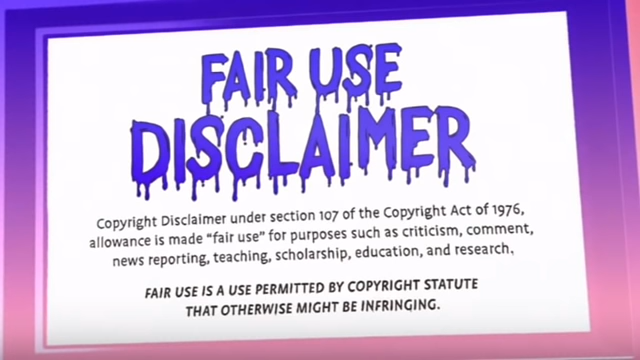 FAIR USE
DISCLAIMER
Copyright Disclaimer under section 107 of the Copyright Act of 1976,
allowance is made "fair use" for purposes such as criticism, comment,
news reporting, teaching, scholarship, education, and research.
FAIR USE IS A USE PERMITTED BY COPYRIGHT STATUTE
THAT OTHERWISE MIGHT BE INFRINGING.